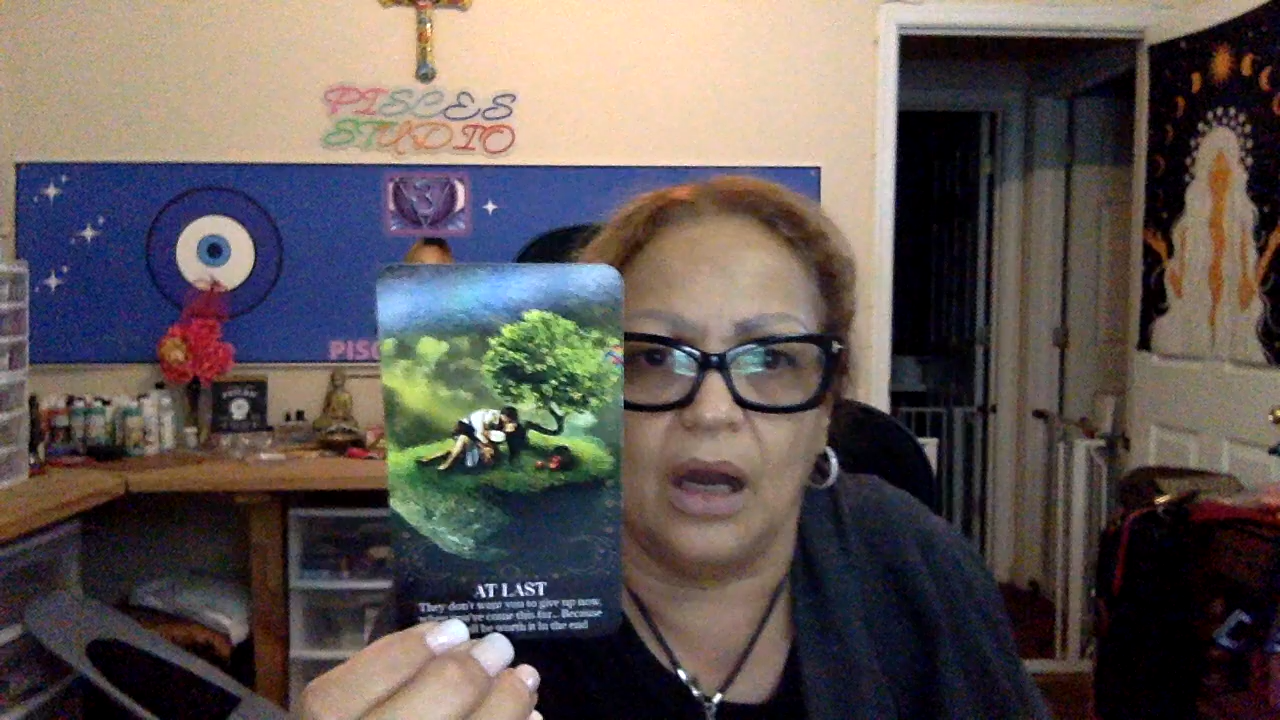 PISCES
STUDIO
PISC
AT LAST
They don't want you to give up now
when you've come this far... Because
be worth it in the end